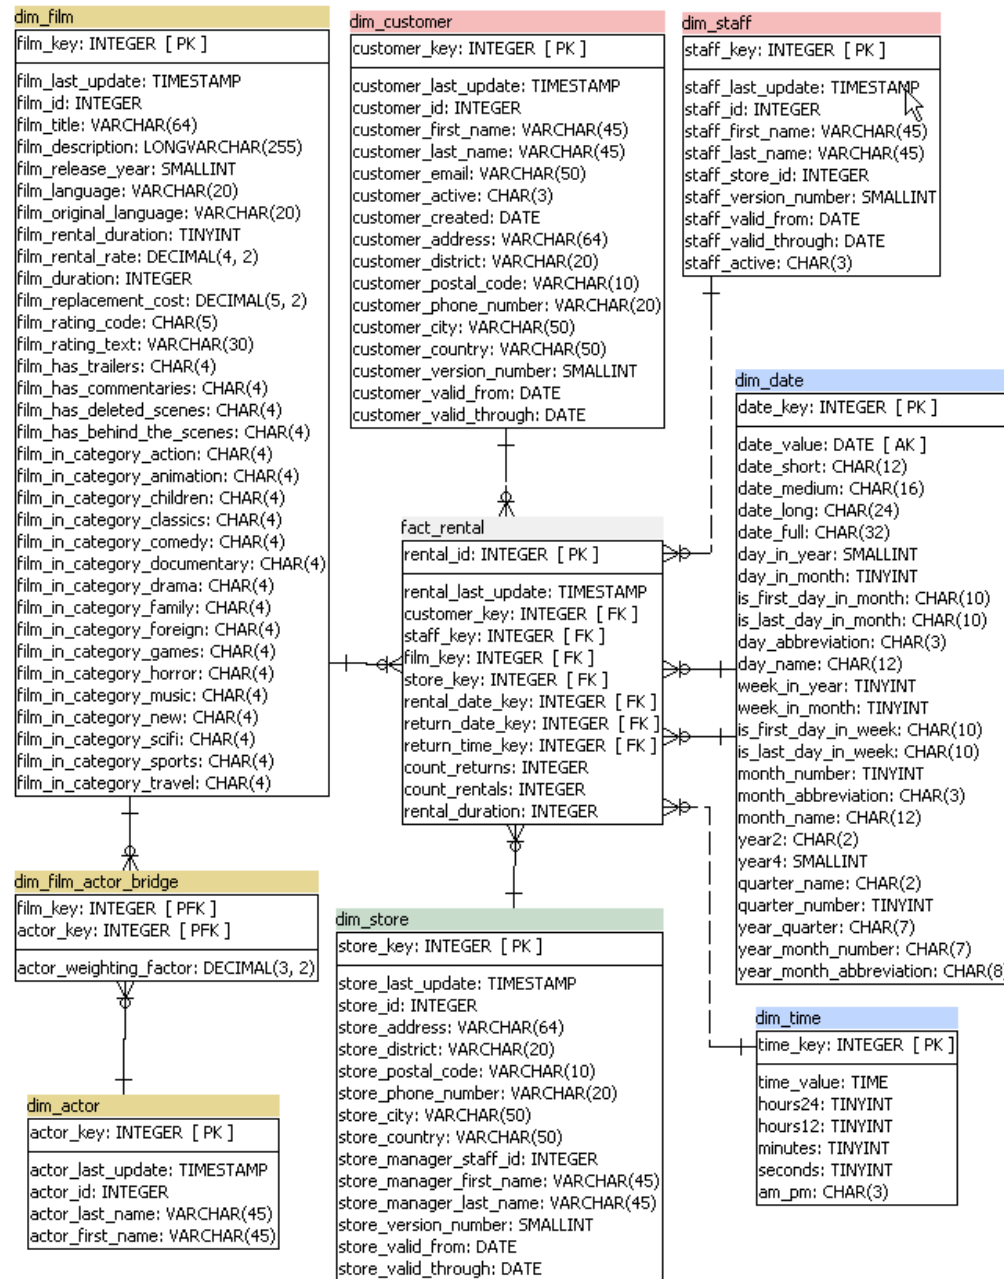 dim_film
film_key: INTEGER [ PK ]
film_last_update: TIMESTAMP
film_id: INTEGER
film_title: VARCHAR(64)
film_description: LONGVARCHAR(255)
film_release_year: SMALLINT
film_language: VARCHAR(20)
film_original_language: VARCHAR(20)
film_rental_duration: TINYINT
film_rental_rate: DECIMAL(4, 2)
film_duration: INTEGER
film_replacement_cost: DECIMAL(5, 2)
film_rating_code: CHAR(5)
film_rating_text: VARCHAR(30)
film_has_trailers: CHAR(4)
film_has_commentaries: CHAR(4)
film_has_deleted_scenes: CHAR(4)
film_has_behind_the_scenes: CHAR(4)
film_in_category_action: CHAR(4)
film_in_category_animation: CHAR(4)
film_in_category_children: CHAR(4)
film_in_category_classics: CHAR(4)
film_in_category_comedy: CHAR(4)
film_in_category_documentary: CHAR(4)
film_in_category_drama: CHAR(4)
film_in_category_family: CHAR(4)
film_in_category_foreign: CHAR(4)
film_in_category_games: CHAR(4)
film_in_category_horror: CHAR(4)
film_in_category_music: CHAR(4)
film_in_category_new: CHAR(4)
film_in_category_scifi: CHAR(4)
film_in_category_sports: CHAR(4)
film_in_category_travel: CHAR(4)
dim_customer
customer_key: INTEGER [ PK ]
customer_last_update: TIMESTAMP
customer_id: INTEGER
customer_first_name: VARCHAR(45)
customer_last_name: VARCHAR(45)
customer_email: VARCHAR(50)
customer_active: CHAR(3)
customer_created: DATE
customer_address: VARCHAR(64)
customer_district: VARCHAR(20)
customer_postal_code: VARCHAR(10)
customer_phone_number: VARCHAR(20)
customer_city: VARCHAR(50)
customer_country: VARCHAR(50)
customer_version_number: SMALLINT
customer_valid_from: DATE
customer_valid_through: DATE
dim_staff
staff_key: INTEGER [ PK ]
staff_last_update: TIMESTAMP
staff_id: INTEGER
staff_first_name: VARCHAR(45)
staff_last_name: VARCHAR(45)
staff_store_id: INTEGER
staff_version_number: SMALLINT
staff_valid_from: DATE
staff_valid_through: DATE
staff_active: CHAR(3)
fact_rental
rental_id: INTEGER [ PK ]
rental_last_update: TIMESTAMP
customer_key: INTEGER [ FK ]
staff_key: INTEGER [ FK ]
film_key: INTEGER [ FK ]
store_key: INTEGER [ FK ]
rental_date_key: INTEGER [ FK ]
return_date_key: INTEGER [ FK ]
return_time_key: INTEGER [ FK ]
count_returns: INTEGER
count_rentals: INTEGER
rental_duration: INTEGER
dim_date
date_key: INTEGER [ PK ]
date_value: DATE [ AK ]
date_short: CHAR(12)
date_medium: CHAR(16)
date_long: CHAR(24)
date_full: CHAR(32)
day_in_year: SMALLINT
day_in_month: TINYINT
is_first_day_in_month: CHAR(10)
is_last_day_in_month: CHAR(10)
day_abbreviation: CHAR(3)
day_name: CHAR(12)
week_in_year: TINYINT
week_in_month: TINYINT
is_first_day_in_week: CHAR(10)
is_last_day_in_week: CHAR(10)
month_number: TINYINT
month_abbreviation: CHAR(3)
month_name: CHAR(12)
year2: CHAR(2)
year4: SMALLINT
quarter_name: CHAR(2)
quarter_number: TINYINT
year_quarter: CHAR(7)
year_month_number: CHAR(7)
year_month_abbreviation: CHAR(8
dim_film_actor_bridge
film_key: INTEGER [ PFK ]
actor_key: INTEGER [ PFK ]
actor_weighting_factor: DECIMAL(3, 2)
dim_actor
actor_key: INTEGER [ PK ]
actor_last_update: TIMESTAMP
actor_id: INTEGER
actor_last_name: VARCHAR(45)
actor_first_name: VARCHAR(45)
dim_store
store_key: INTEGER [ PK ]
store_last_update: TIMESTAMP
store_id: INTEGER
store_address: VARCHAR(64)
store_district: VARCHAR(20)
store_postal_code: VARCHAR(10)
store_phone_number: VARCHAR(20)
store_city: VARCHAR(50)
store_country: VARCHAR(50)
store_manager_staff_id: INTEGER
store_manager_first_name: VARCHAR(45)
store_manager_last_name: VARCHAR(45)
store_version_number: SMALLINT
store_valid_from: DATE
store_valid_through: DATE
dim_time
time_key: INTEGER [ PK ]
time_value: TIME
hours24: TINYINT
hours12: TINYINT
minutes: TINYINT
seconds: TINYINT
am_pm: CHAR(3)